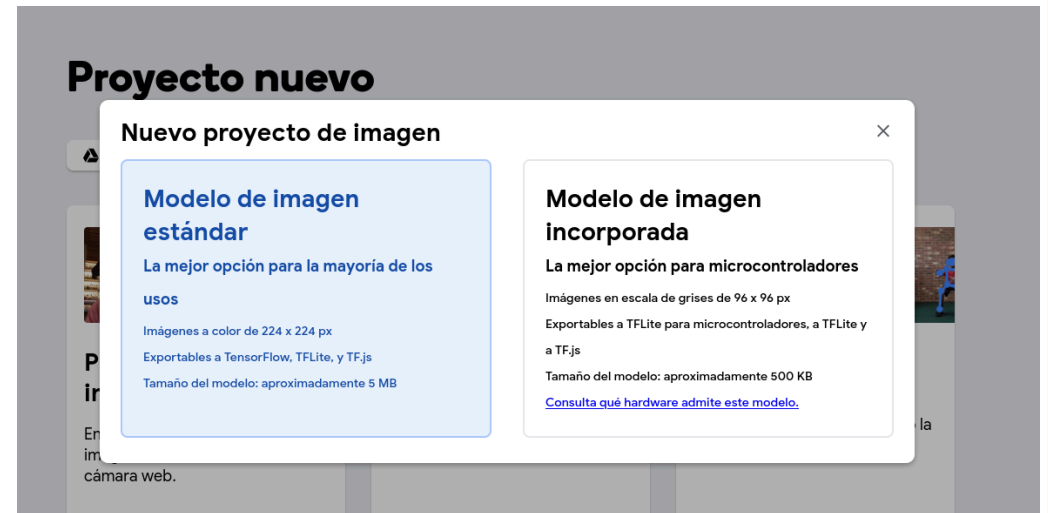 Proyecto nuevo
Nuevo proyecto de imagen
Modelo de imagen
estándar
La mejor opción para la mayoría de los
usos
Imágenes a color de 224 x 224 px
Exportables a TensorFlow, TFLite, y TF.js
Tamaño del modelo: aproximadamente 5 MB
Modelo de imagen
incorporada
La mejor opción para microcontroladores
Imágenes en escala de grises de 96 x 96 px
Exportables a TFLite para microcontroladores, a TFLite y
a TF.js
Tamaño del modelo: aproximadamente 500 KB
Consulta qué hardware admite este modelo.
la
cámara web.